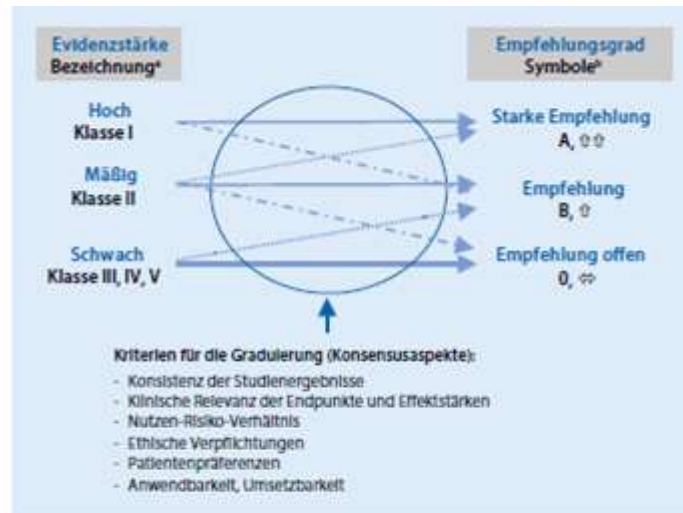 Evidenzstärke
Bezeichnungᵃ
Empfehlungsgrad
Symboleᵇ
Hoch
Klasse I
Starke Empfehlung
A, ⇧⇧
Mäßig
Klasse II
Empfehlung
B, ⇧
Schwach
Klasse III, IV, V
Empfehlung offen
0, ⇔
Kriterien für die Graduierung (Konsensusaspekte):
- Konsistenz der Studienergebnisse
- Klinische Relevanz der Endpunkte und Effektstärken
- Nutzen-Risiko-Verhältnis
- Ethische Verpflichtungen
- Patientenpräferenzen
- Anwendbarkeit, Umsetzbarkeit